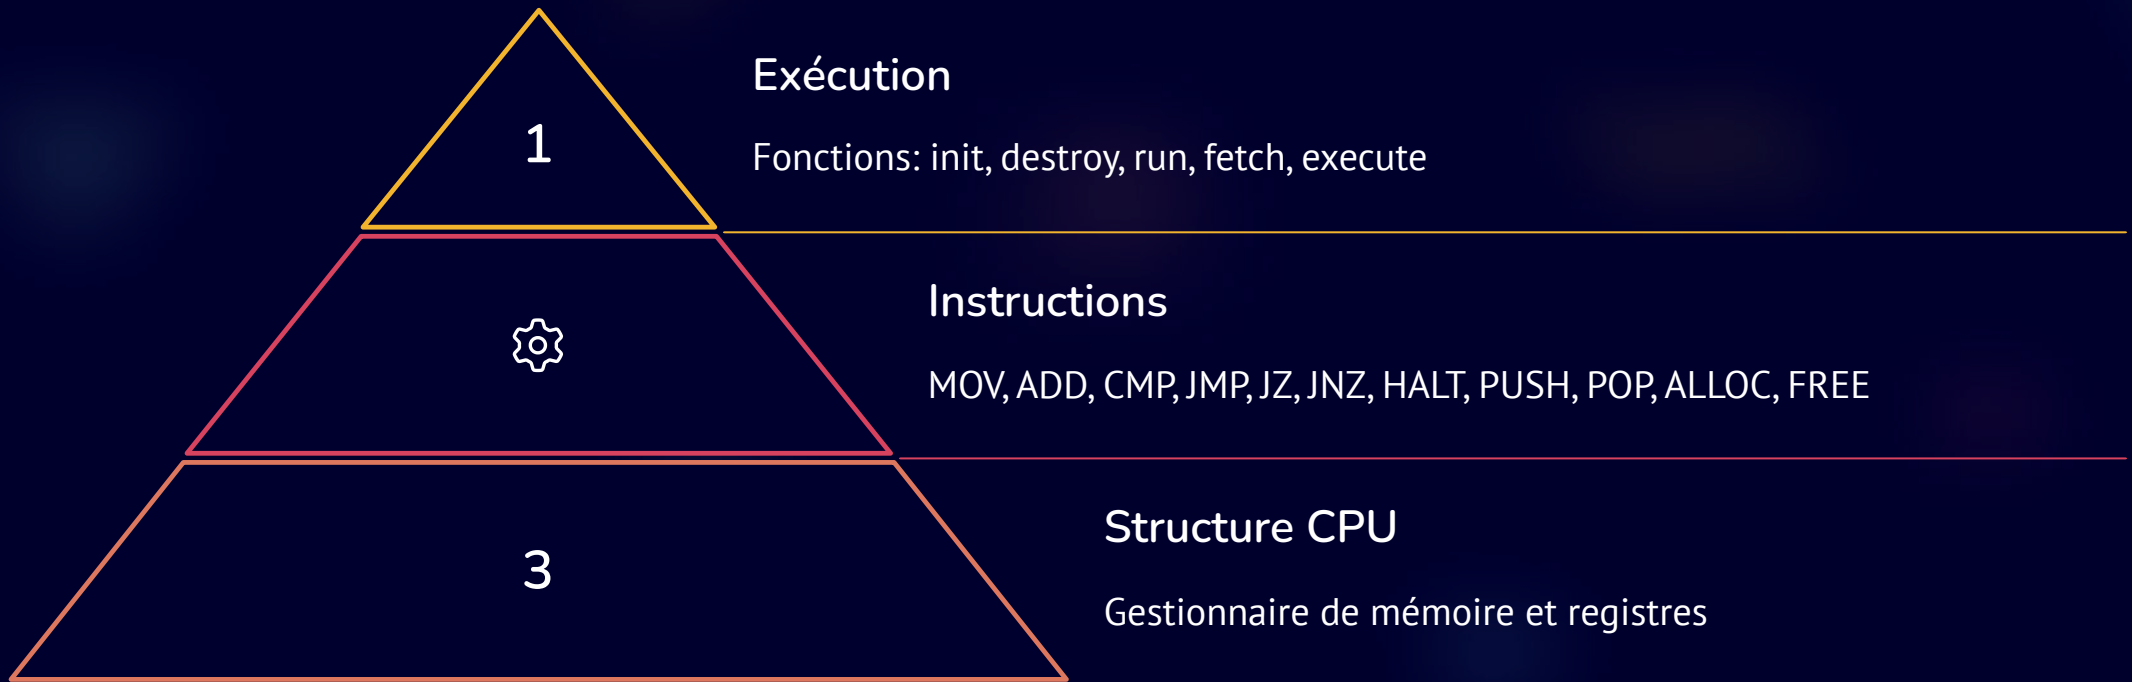 1
Exécution
Fonctions: init, destroy, run, fetch, execute
Instructions
MOV, ADD, CMP, JMP, JZ, JNZ, HALT, PUSH, POP, ALLOC, FREE
3
Structure CPU
Gestionnaire de mémoire et registres